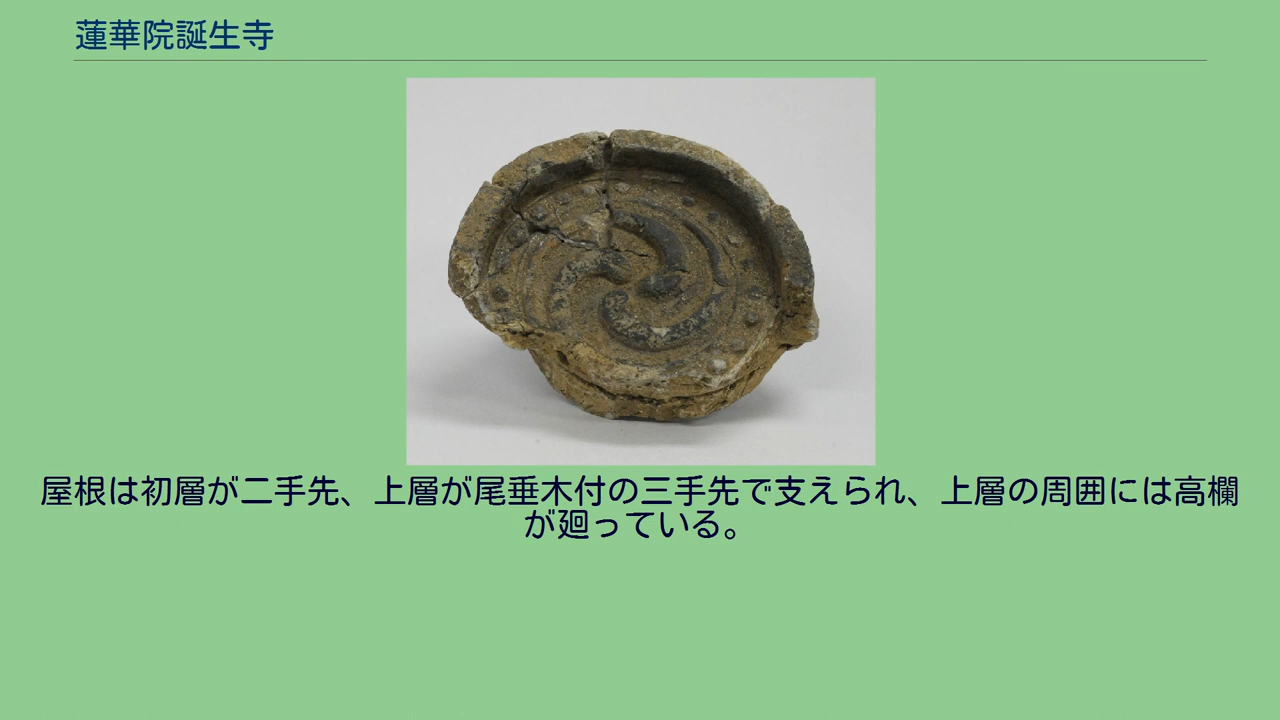 蓮華院誕生寺
屋根は初層が二手先、上層が尾垂木付の三手先で支えられ、上層の周囲には高欄
が廻っている。